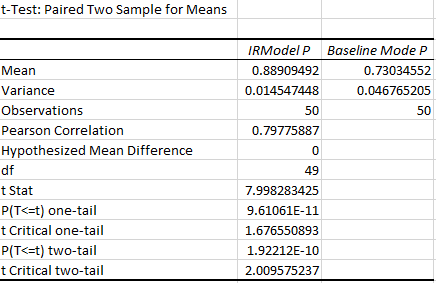 t-Test: Paired Two Sample for Means
IRModel P Baseline Mode P
Mean 0.88909492 0.73034552
Variance 0.014547448 0.046765205
Observations 50 50
Pearson Correlation 0.79775887
Hypothesized Mean Difference 0
df 49
t Stat 7.998283425
P(T<=t) one-tail 9.61061E-11
t Critical one-tail 1.676550893
P(T<=t) two-tail 1.92212E-10
t Critical two-tail 2.009575237